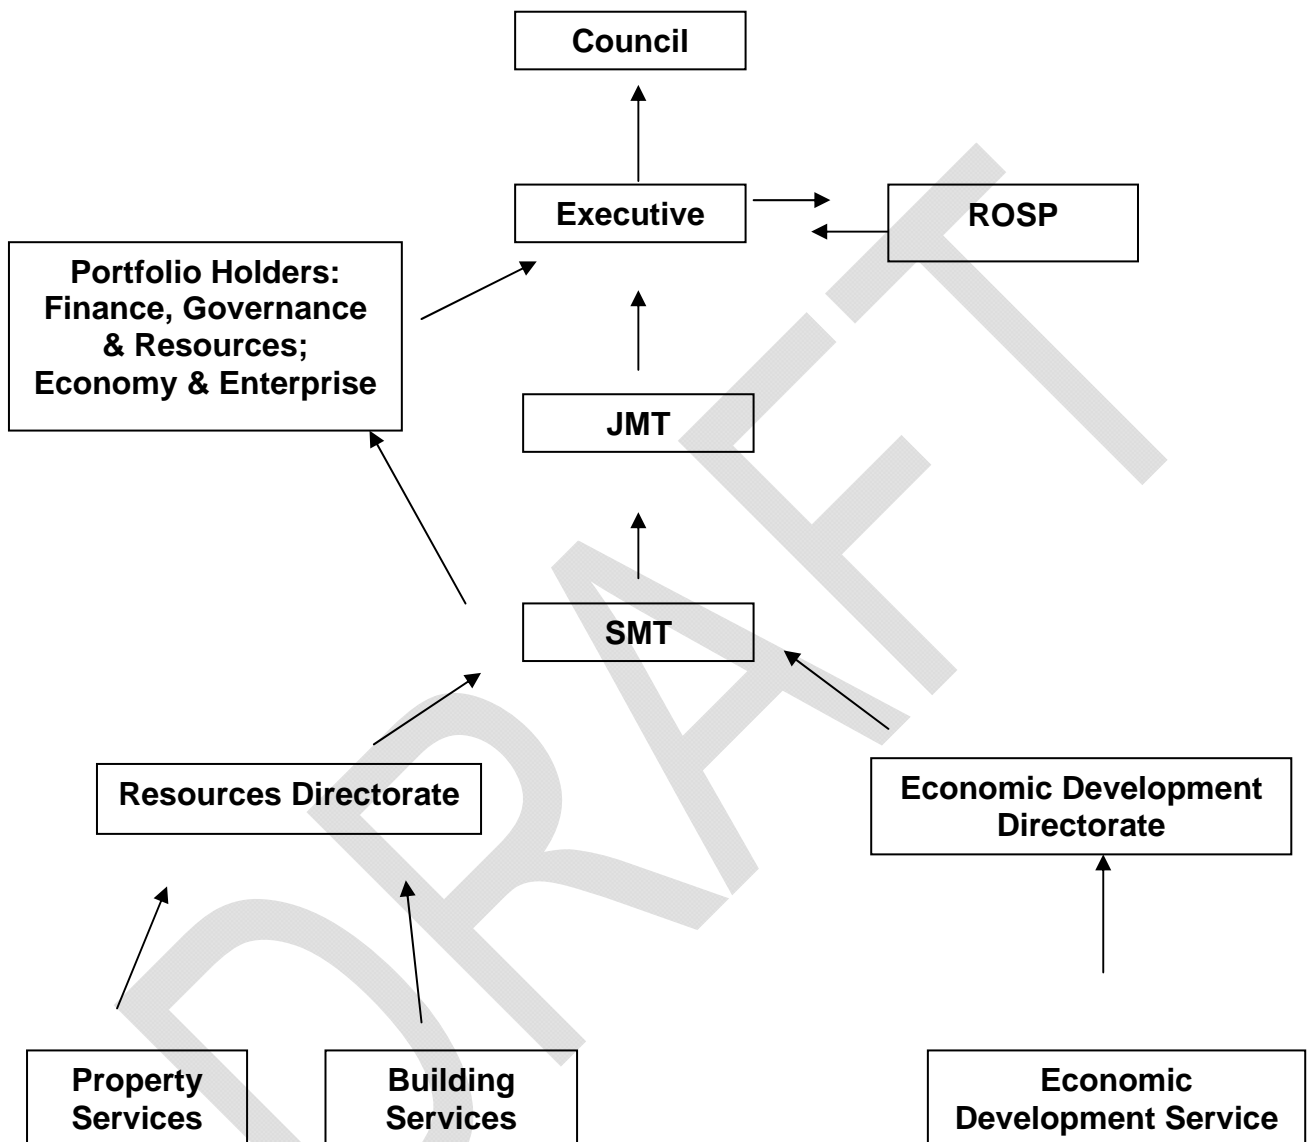 Council
Executive
ROSP
Portfolio Holders:
Finance, Governance
& Resources;
Economy & Enterprise
JMT
SMT
Resources Directorate
Economic Development
Directorate
Property
Services
Building
Services
Economic
Development Service
DRAFT